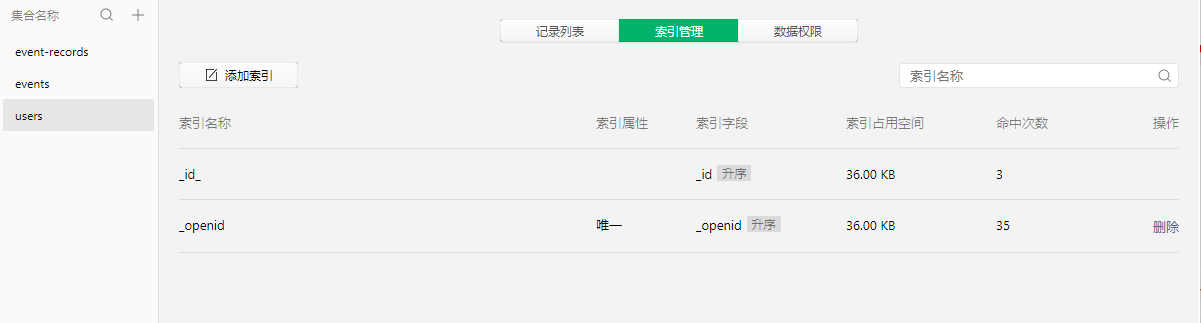 集合名称
event-records
events
users
记录列表 索引管理 数据权限
添加索引
索引名称
索引名称 索引属性 索引字段 索引占用空间 命中次数 操作
_id_ _id 升序 36.00 KB 3
_openid 唯一 _openid 升序 36.00 KB 35 删除